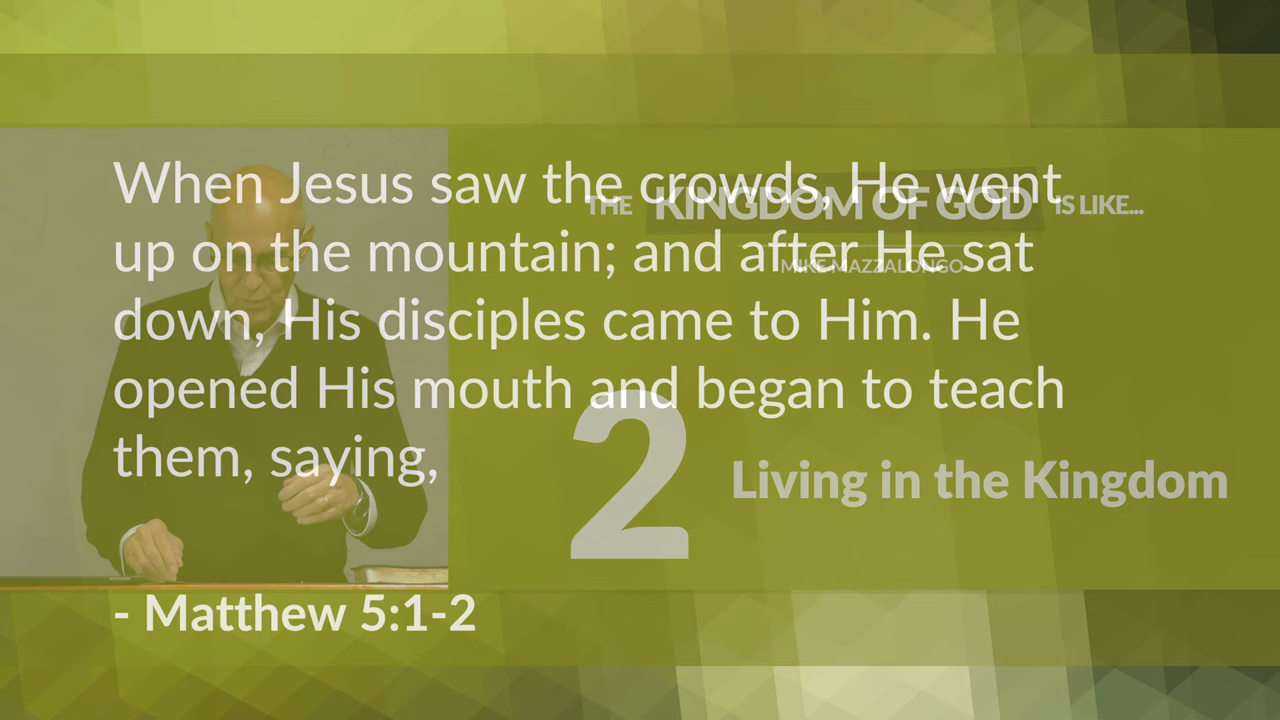 When Jesus saw the crowds, He went
up on the mountain; and after He sat
down, His disciples came to Him. He
opened His mouth and began to teach
them, saying,
- Matthew 5:1-2
THE KINGDOM OF GOD IS LIKE...
MIKE MAZZALONGO
2 Living in the Kingdom